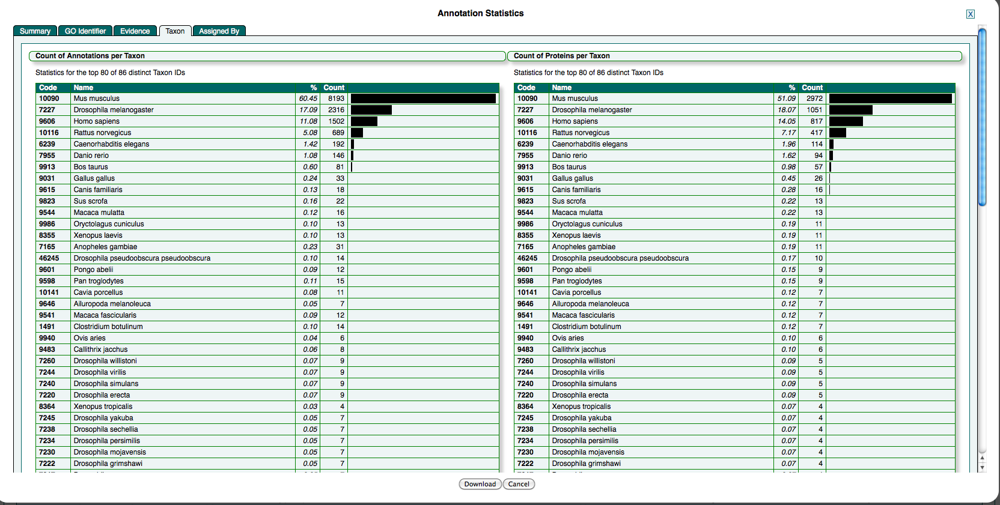 Annotation Statistics
X
Summary GO Identifier Evidence Taxon Assigned By
Count of Annotations per Taxon
Statistics for the top 80 of 86 distinct Taxon IDs
Code Name % Count
10090 Mus musculus 60.45 8193
7227 Drosophila melanogaster 17.09 2316
9606 Homo sapiens 11.08 1502
10116 Rattus norvegicus 5.08 689
6239 Caenorhabditis elegans 1.42 192
7955 Danio rerio 1.08 146
9913 Bos taurus 0.60 81
9031 Gallus gallus 0.24 33
9615 Canis familiaris 0.13 18
9823 Sus scrofa 0.16 22
9544 Macaca mulatta 0.12 16
9986 Oryctolagus cuniculus 0.10 13
8355 Xenopus laevis 0.10 13
7165 Anopheles gambiae 0.23 31
46245 Drosophila pseudoobscura pseudoobscura 0.10 14
9601 Pongo abelii 0.09 12
9598 Pan troglodytes 0.11 15
10141 Cavia porcellus 0.08 11
9646 Ailuropoda melanoleuca 0.05 7
9541 Macaca fascicularis 0.09 12
1491 Clostridium botulinum 0.10 14
9940 Ovis aries 0.04 6
9483 Callithrix jacchus 0.06 8
7260 Drosophila willistoni 0.07 9
7244 Drosophila virilis 0.07 9
7240 Drosophila simulans 0.07 9
7220 Drosophila erecta 0.07 9
8364 Xenopus tropicalis 0.03 4
7245 Drosophila yakuba 0.05 7
7238 Drosophila sechellia 0.05 7
7234 Drosophila persimilis 0.05 7
7230 Drosophila mojavensis 0.05 7
7222 Drosophila grimshawi 0.05 7
Count of Proteins per Taxon
Statistics for the top 80 of 86 distinct Taxon IDs
Code Name % Count
10090 Mus musculus 51.09 2972
7227 Drosophila melanogaster 18.07 1051
9606 Homo sapiens 14.05 817
10116 Rattus norvegicus 7.17 417
6239 Caenorhabditis elegans 1.96 114
7955 Danio rerio 1.62 94
9913 Bos taurus 0.98 57
9031 Gallus gallus 0.45 26
9615 Canis familiaris 0.28 16
9823 Sus scrofa 0.22 13
9544 Macaca mulatta 0.22 13
9986 Oryctolagus cuniculus 0.19 11
8355 Xenopus laevis 0.19 11
7165 Anopheles gambiae 0.19 11
46245 Drosophila pseudoobscura pseudoobscura 0.17 10
9601 Pongo abelii 0.15 9
9598 Pan troglodytes 0.15 9
10141 Cavia porcellus 0.12 7
9646 Ailuropoda melanoleuca 0.12 7
9541 Macaca fascicularis 0.12 7
1491 Clostridium botulinum 0.12 7
9940 Ovis aries 0.10 6
9483 Callithrix jacchus 0.10 6
7260 Drosophila willistoni 0.09 5
7244 Drosophila virilis 0.09 5
7240 Drosophila simulans 0.09 5
7220 Drosophila erecta 0.09 5
8364 Xenopus tropicalis 0.07 4
7245 Drosophila yakuba 0.07 4
7238 Drosophila sechellia 0.07 4
7234 Drosophila persimilis 0.07 4
7230 Drosophila mojavensis 0.07 4
7222 Drosophila grimshawi 0.07 4
Download Cancel